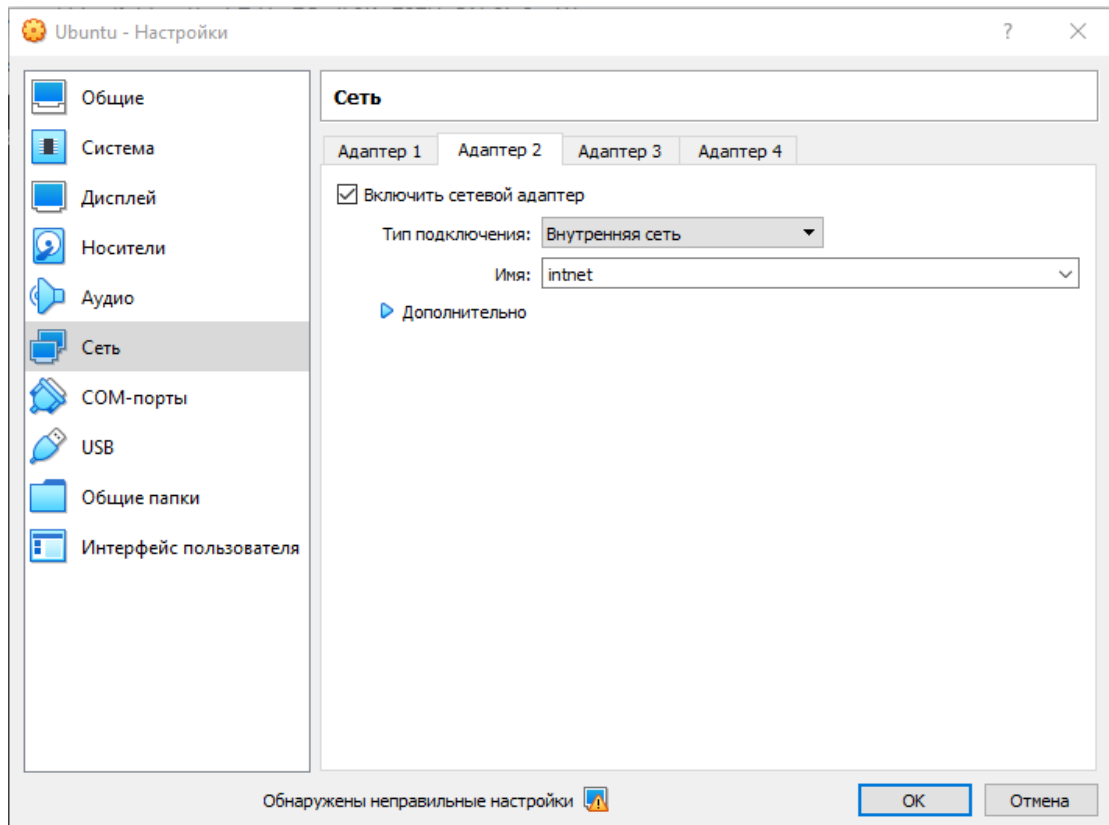 Ubuntu - Настройки
?
Общие
Система
Дисплей
Носители
Аудио
Сеть
COM-порты
USB
Общие папки
Интерфейс пользователя
Сеть
Адаптер 1 Адаптер 2 Адаптер 3 Адаптер 4
Включить сетевой адаптер
Тип подключения: Внутренняя сеть
Имя: intnet
Дополнительно
Обнаружены неправильные настройки
OK Отмена